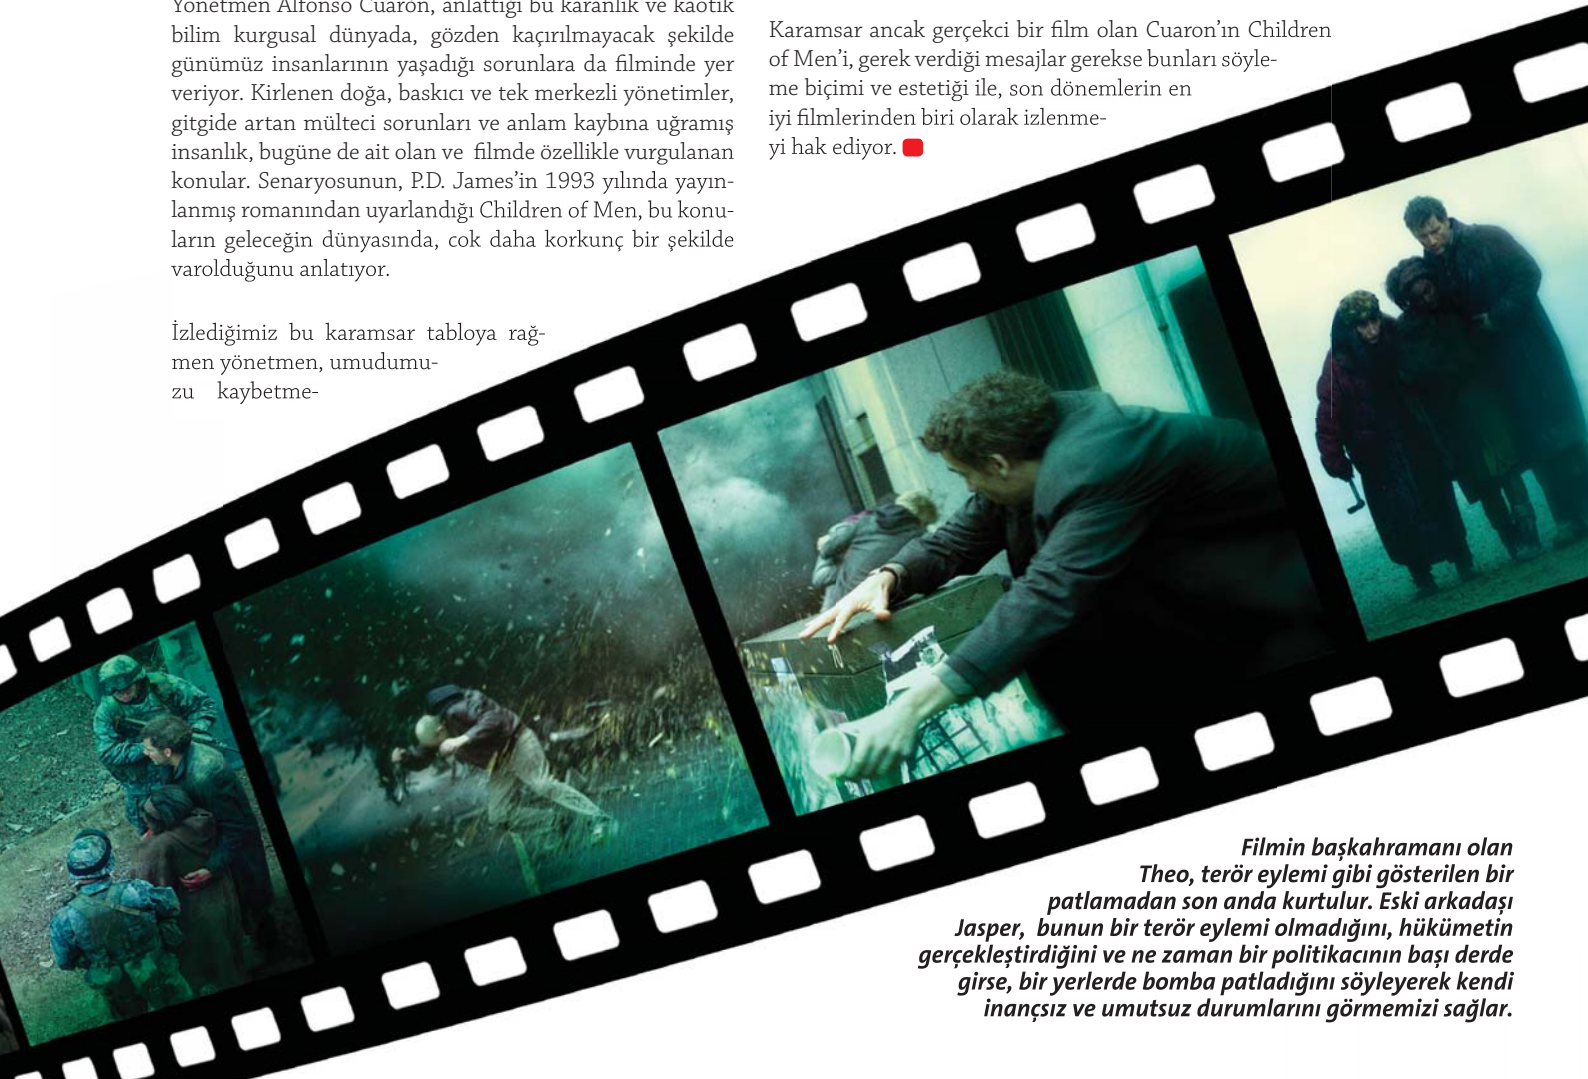 Yönetmen Alfonso Cuarón, anlattığı bu karanlık ve kaotik
bilim kurgusal dünyada, gözden kaçırılmayacak şekilde
günümüz insanlarının yaşadığı sorunlara da filminde yer
veriyor. Kirlenen doğa, baskıcı ve tek merkezli yönetimler,
gitgide artan mülteci sorunları ve anlam kaybına uğramış
insanlık, bugüne de ait olan ve filmde özellikle vurgulanan
konular. Senaryosunun, P.D. James’in 1993 yılında yayın-
lanmış romanından uyarlandığı Children of Men, bu konu-
ların geleceğin dünyasında, cok daha korkunç bir şekilde
varolduğunu anlatıyor.
İzlediğimiz bu karamsar tabloya rağ-
men yönetmen, umudumu-
zu kaybetme-
Karamsar ancak gerçekci bir film olan Cuaron’ın Children
of Men’i, gerek verdiği mesajlar gerekse bunları söyle-
me biçimi ve estetiği ile, son dönemlerin en
iyi filmlerinden biri olarak izlenme-
yi hak ediyor.
Filmin başkahramanı olan
Theo, terör eylemi gibi gösterilen bir
patlamadan son anda kurtulur. Eski arkadaşı
Jasper, bunun bir terör eylemi olmadığını, hükümetin
gerçekleştirdiğini ve ne zaman bir politikacının başı derde
girse, bir yerlerde bomba patladığını söyleyerek kendi
inançsız ve umutsuz durumlarını görmemizi sağlar.